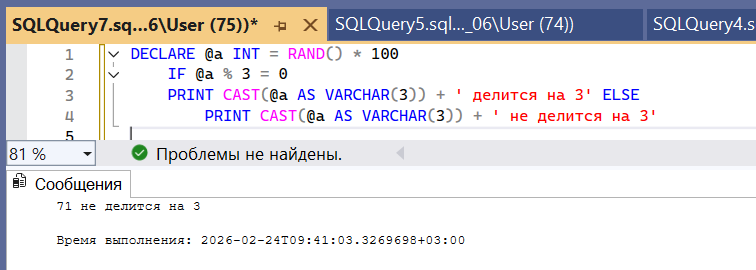 SQLQuery7.sq...6\User (75))* SQLQuery5.sql..._06\User (74)) SQLQuery4.s
1 DECLARE @a INT = RAND() * 100
2 IF @a % 3 = 0
3 PRINT CAST(@a AS VARCHAR(3)) + ' делится на 3' ELSE
4 PRINT CAST(@a AS VARCHAR(3)) + ' не делится на 3'
5
81 % Проблемы не найдены.
Сообщения
71 не делится на 3
Время выполнения: 2026-02-24T09:41:03.3269698+03:00